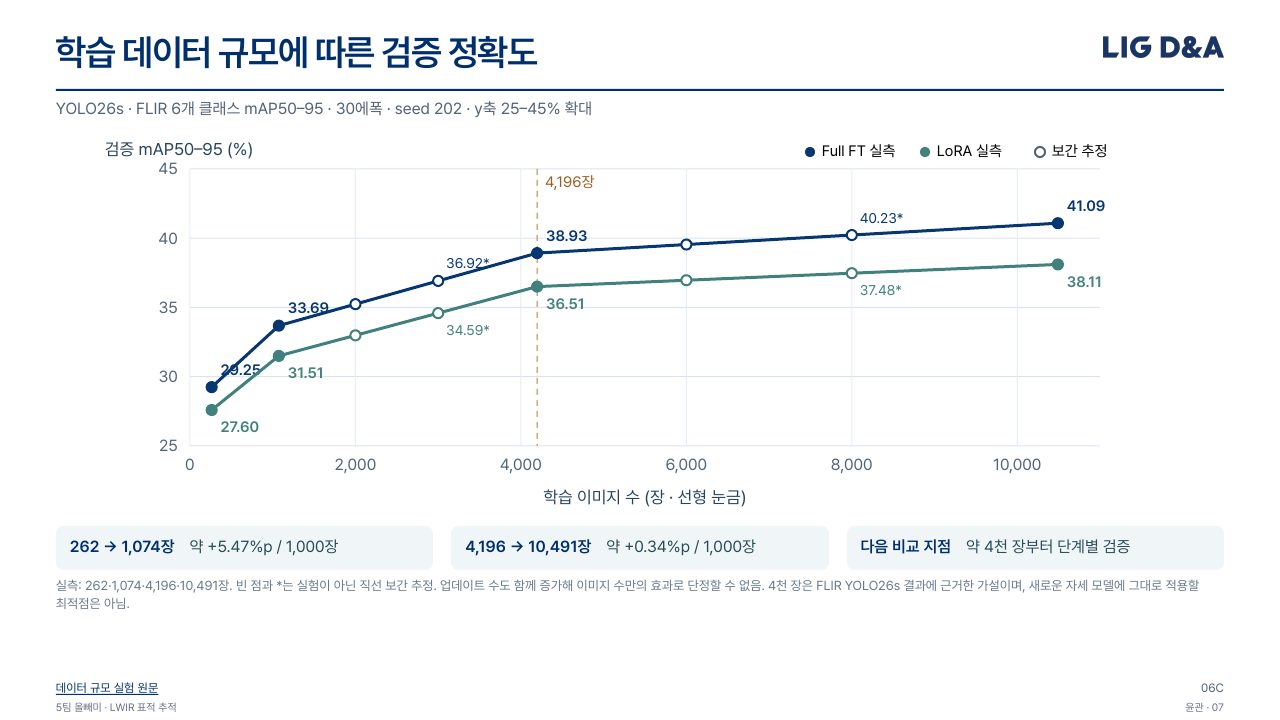 학습 데이터 규모에 따른 검증 정확도
LIG D&A
YOLO26s · FLIR 6개 클래스 mAP50–95 · 30에폭 · seed 202 · y축 25–45% 확대
검증 mAP50–95 (%)
Full FT 실측
LoRA 실측
보간 추정
45
40
35
30
25
4,196장
29.25
33.69
36.92*
38.93
40.23*
41.09
27.60
31.51
34.59*
36.51
37.48*
38.11
0
2,000
4,000
6,000
8,000
10,000
학습 이미지 수 (장 · 선형 눈금)
262 → 1,074장 약 +5.47%p / 1,000장
4,196 → 10,491장 약 +0.34%p / 1,000장
다음 비교 지점 약 4천 장부터 단계별 검증
실측: 262·1,074·4,196·10,491장. 빈 점과 *는 실험이 아닌 직선 보간 추정. 업데이트 수도 함께 증가해 이미지 수만의 효과로 단정할 수 없음. 4천 장은 FLIR YOLO26s 결과에 근거한 가설이며, 새로운 자세 모델에 그대로 적용할
최적점은 아님.
데이터 규모 실험 원문
06C
5팀 올빼미 · LWIR 표적 추적
윤관 · 07